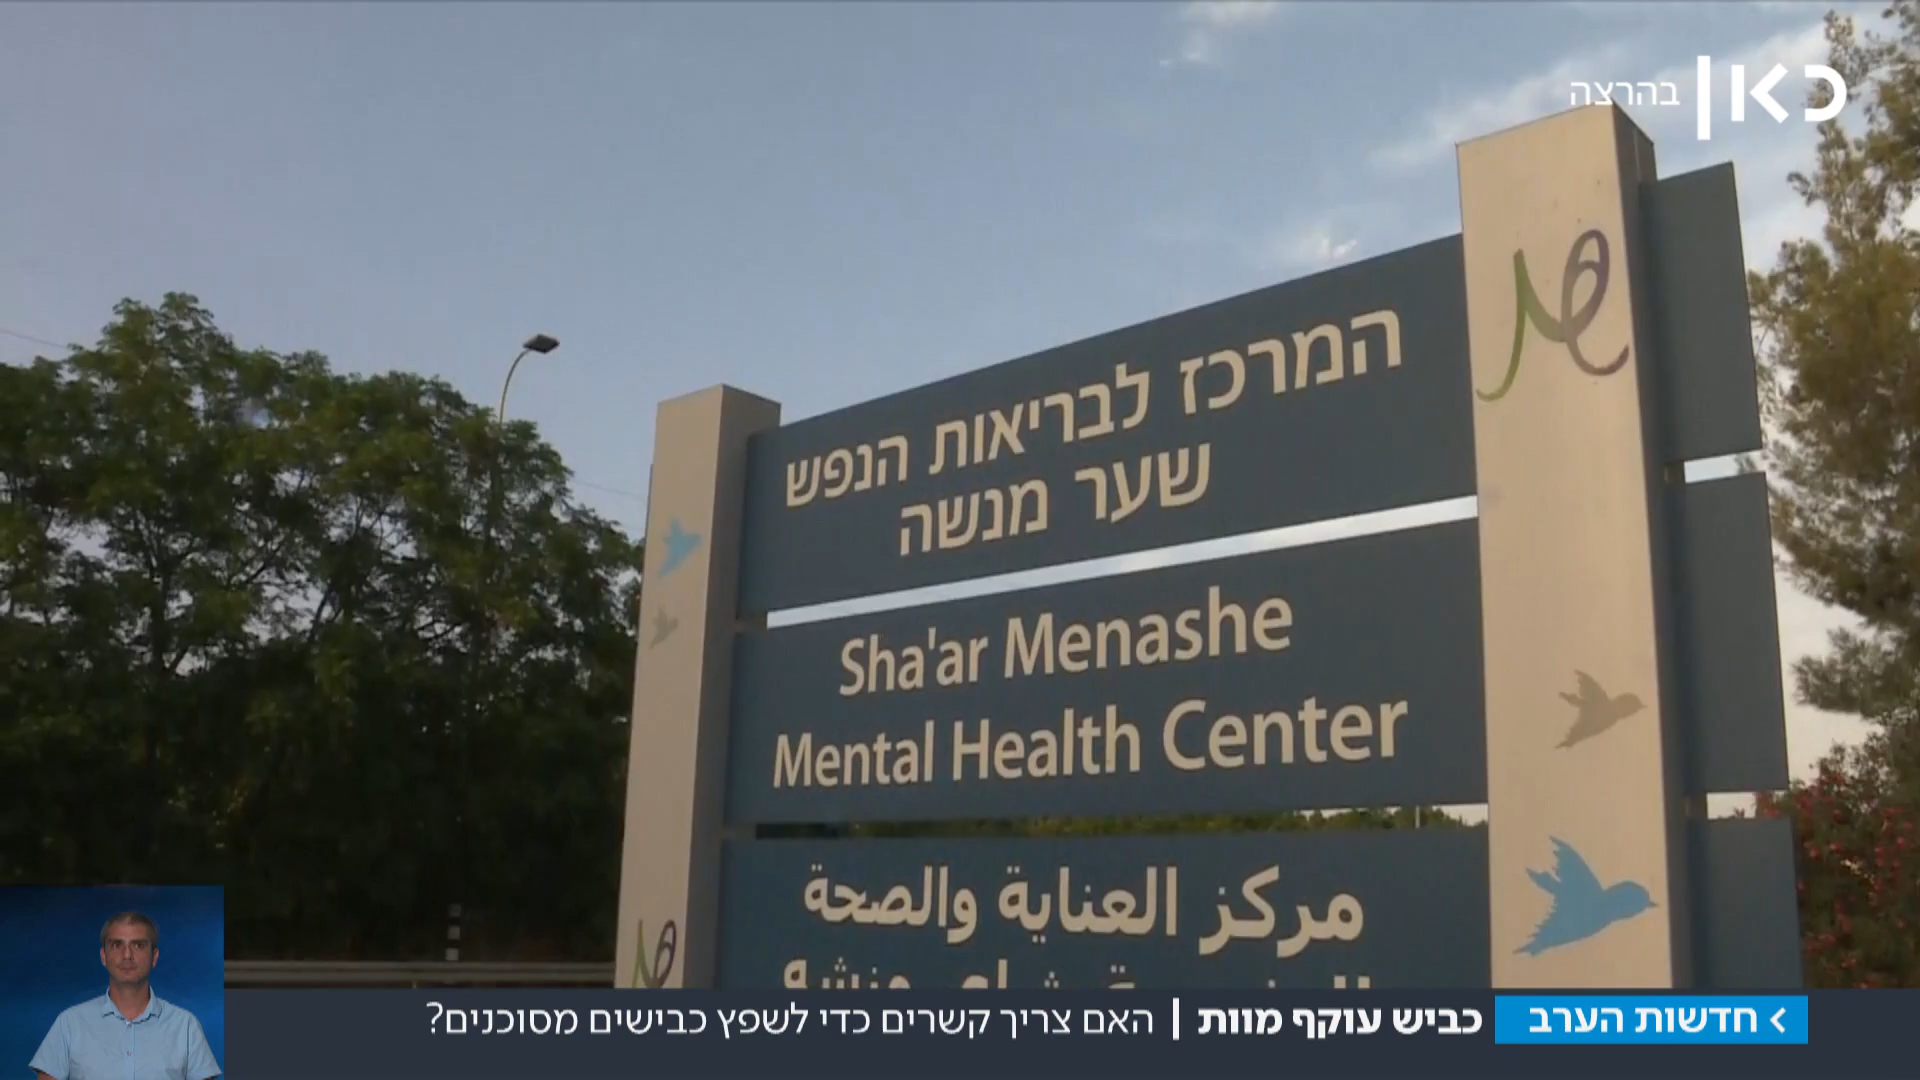 כאן בהרצה
המרכז לבריאות הנפש
שער מנשה
Sha'ar Menashe
Mental Health Center
مركز العناية والصحة
חדשות הערב
כביש עוקף מוות | האם צריך קשרים כדי לשפץ כבישים מסוכנים?